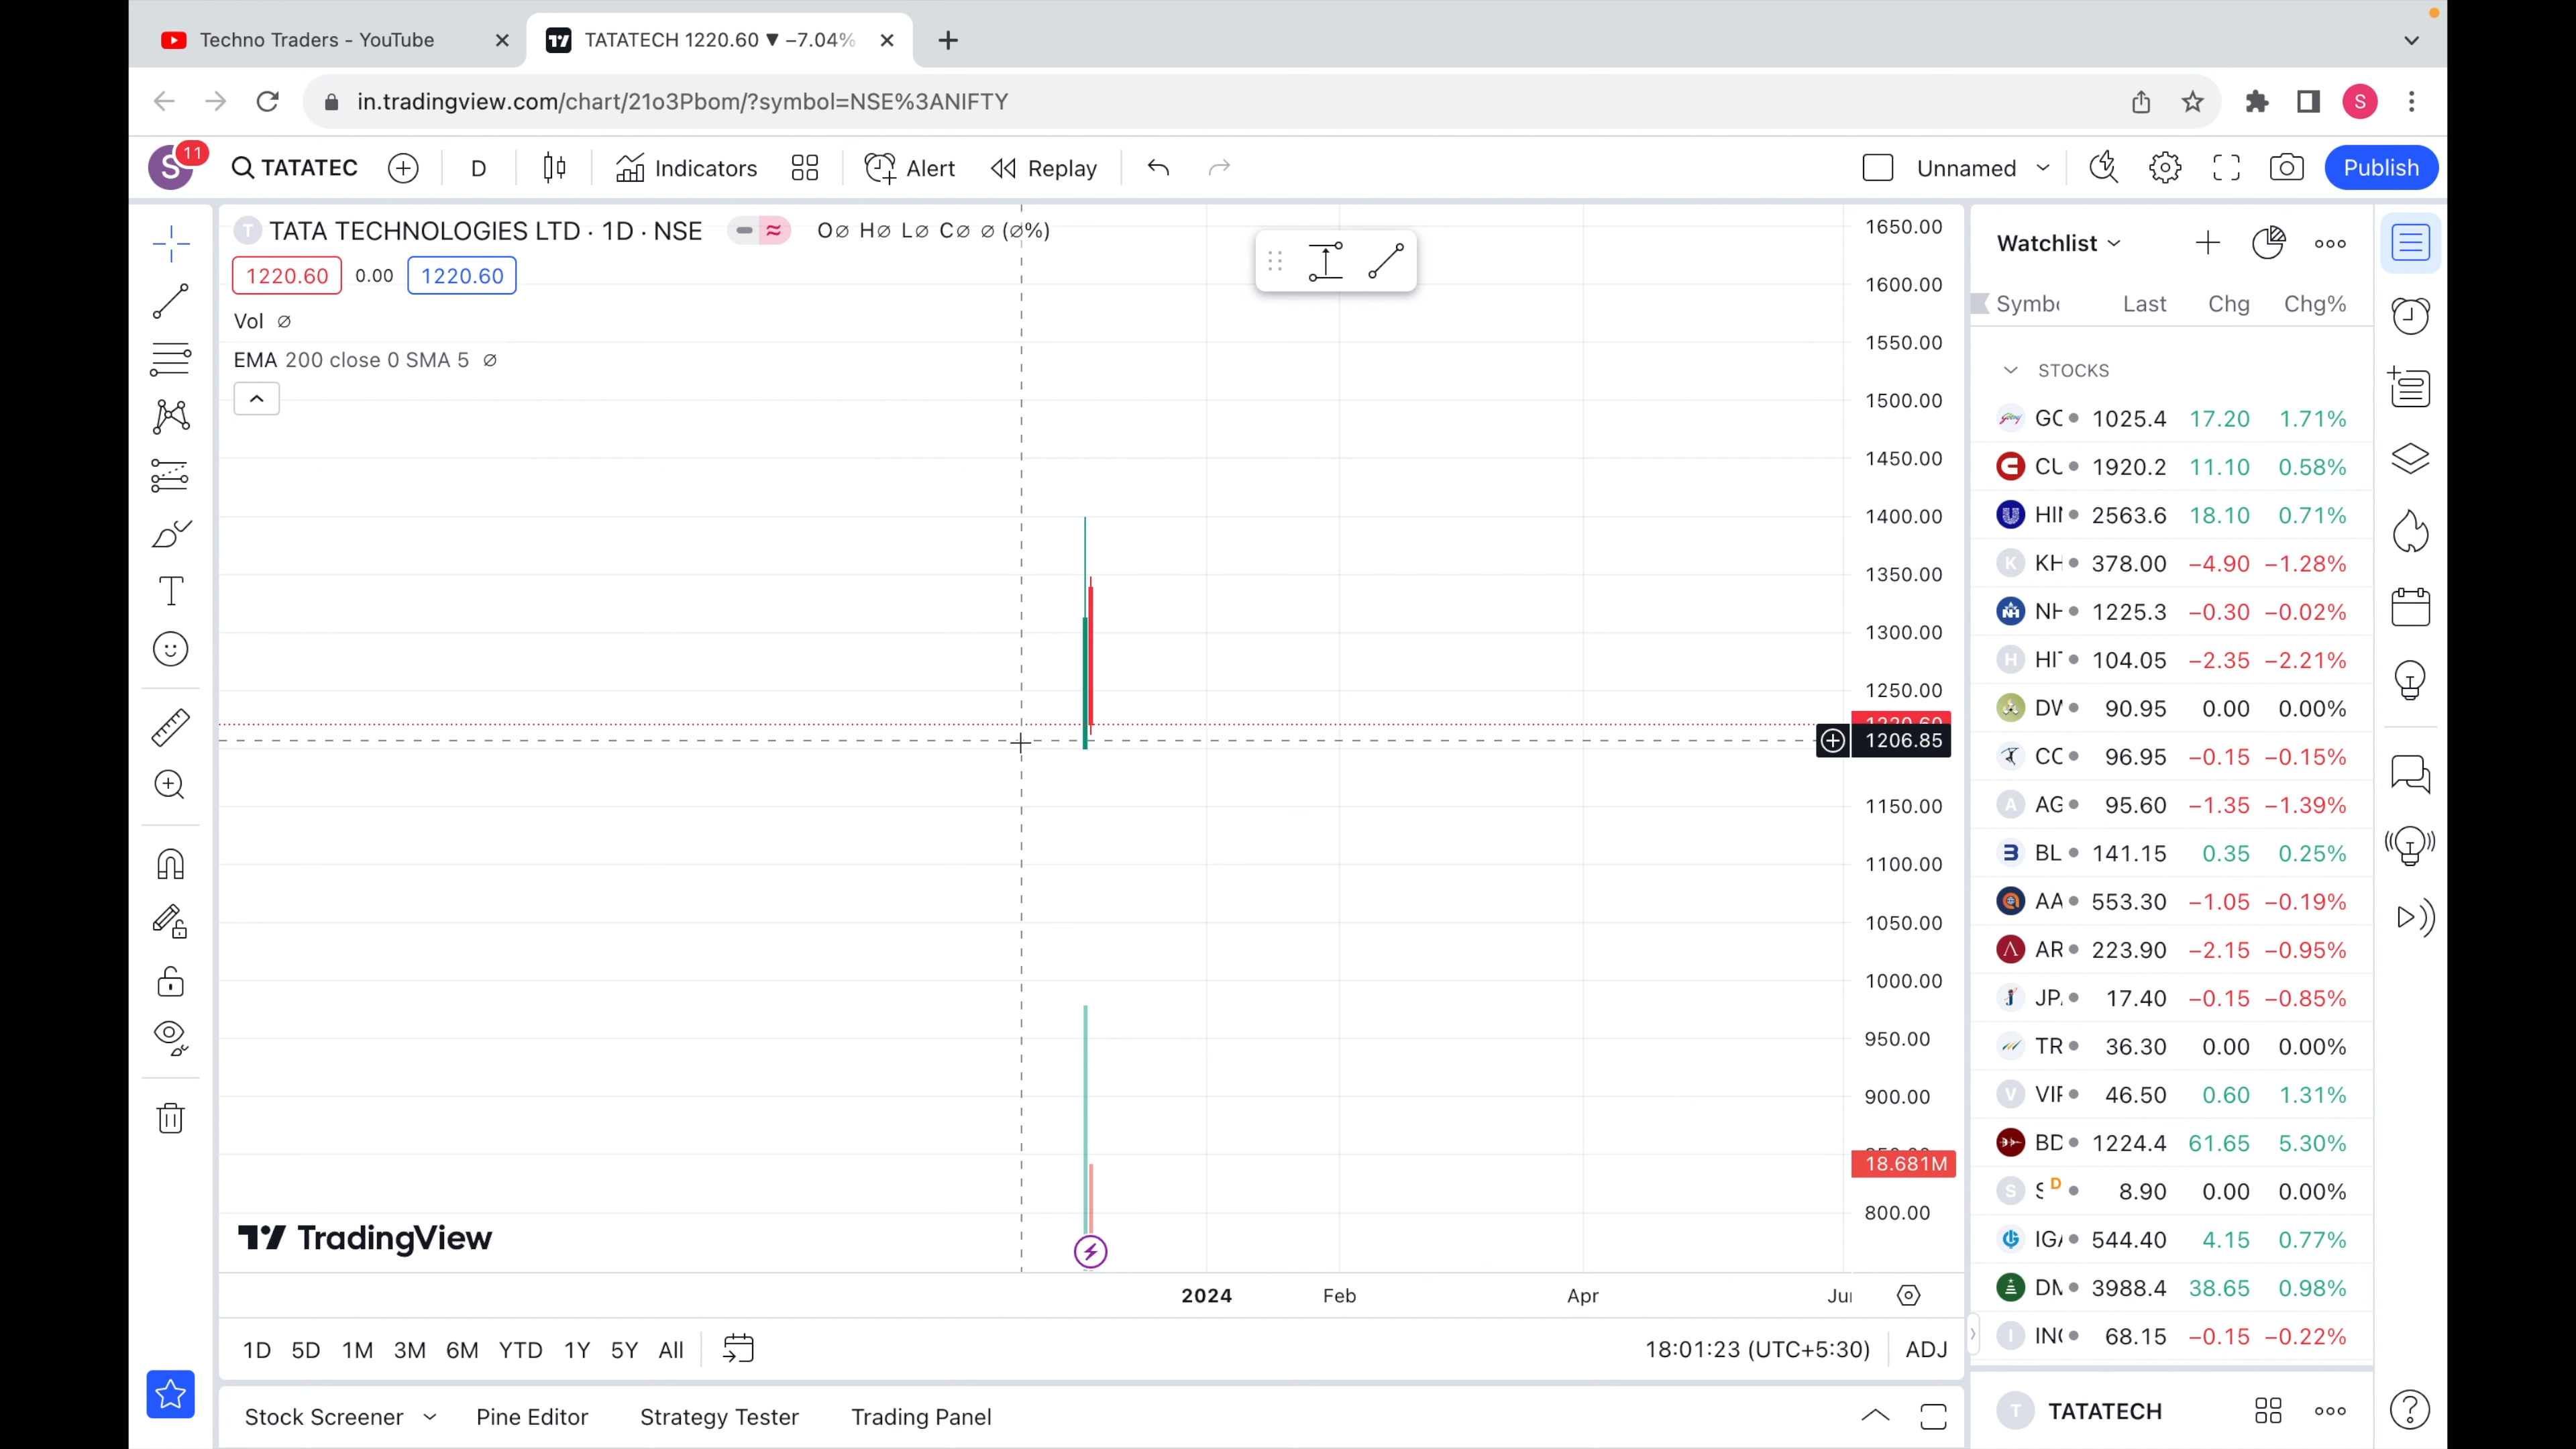 Techno Traders - YouTube
TATATECH 1220.60 ▼ −7.04%
in.tradingview.com/chart/21o3Pbom/?symbol=NSE%3ANIFTY
S
S
11
TATATEC
D
Indicators
Alert
Replay
Unnamed
Publish
T
TATA TECHNOLOGIES LTD · 1D · NSE
O∅ H∅ L∅ C∅ ∅ (∅%)
1220.60
0.00
1220.60
Vol ∅
EMA 200 close 0 SMA 5 ∅
1650.00
1600.00
1550.00
1500.00
1450.00
1400.00
1350.00
1300.00
1250.00
1220.60
1206.85
1150.00
1100.00
1050.00
1000.00
950.00
900.00
18.681M
800.00
TradingView
2024
Feb
Apr
1D 5D 1M 3M 6M YTD 1Y 5Y All
18:01:23 (UTC+5:30)
ADJ
Stock Screener
Pine Editor
Strategy Tester
Trading Panel
Watchlist
Last Chg Chg%
STOCKS
1025.4 17.20 1.71%
1920.2 11.10 0.58%
2563.6 18.10 0.71%
K KH 378.00 −4.90 −1.28%
NH 1225.3 −0.30 −0.02%
H 104.05 −2.35 −2.21%
90.95 0.00 0.00%
96.95 −0.15 −0.15%
A 95.60 −1.35 −1.39%
BL 141.15 0.35 0.25%
AA 553.30 −1.05 −0.19%
AR 223.90 −2.15 −0.95%
17.40 −0.15 −0.85%
TR 36.30 0.00 0.00%
V 46.50 0.60 1.31%
BD 1224.4 61.65 5.30%
S D 8.90 0.00 0.00%
544.40 4.15 0.77%
3988.4 38.65 0.98%
I 68.15 −0.15 −0.22%
T TATATECH